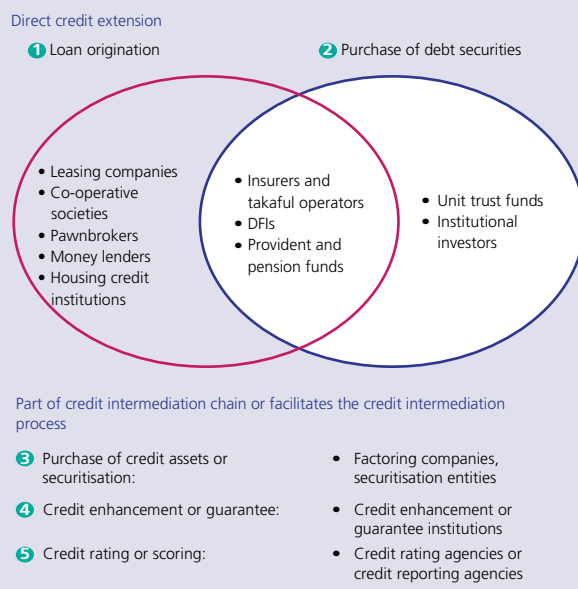 Direct credit extension
1 Loan origination
2 Purchase of debt securities
• Leasing companies
• Co-operative
societies
• Pawnbrokers
• Money lenders
• Housing credit
institutions
• Insurers and
takaful operators
• DFIs
• Provident and
pension funds
• Unit trust funds
• Institutional
investors
Part of credit intermediation chain or facilitates the credit intermediation
process
3 Purchase of credit assets or
securitisation:
• Factoring companies,
securitisation entities
4 Credit enhancement or guarantee:
• Credit enhancement or
guarantee institutions
5 Credit rating or scoring:
• Credit rating agencies or
credit reporting agencies